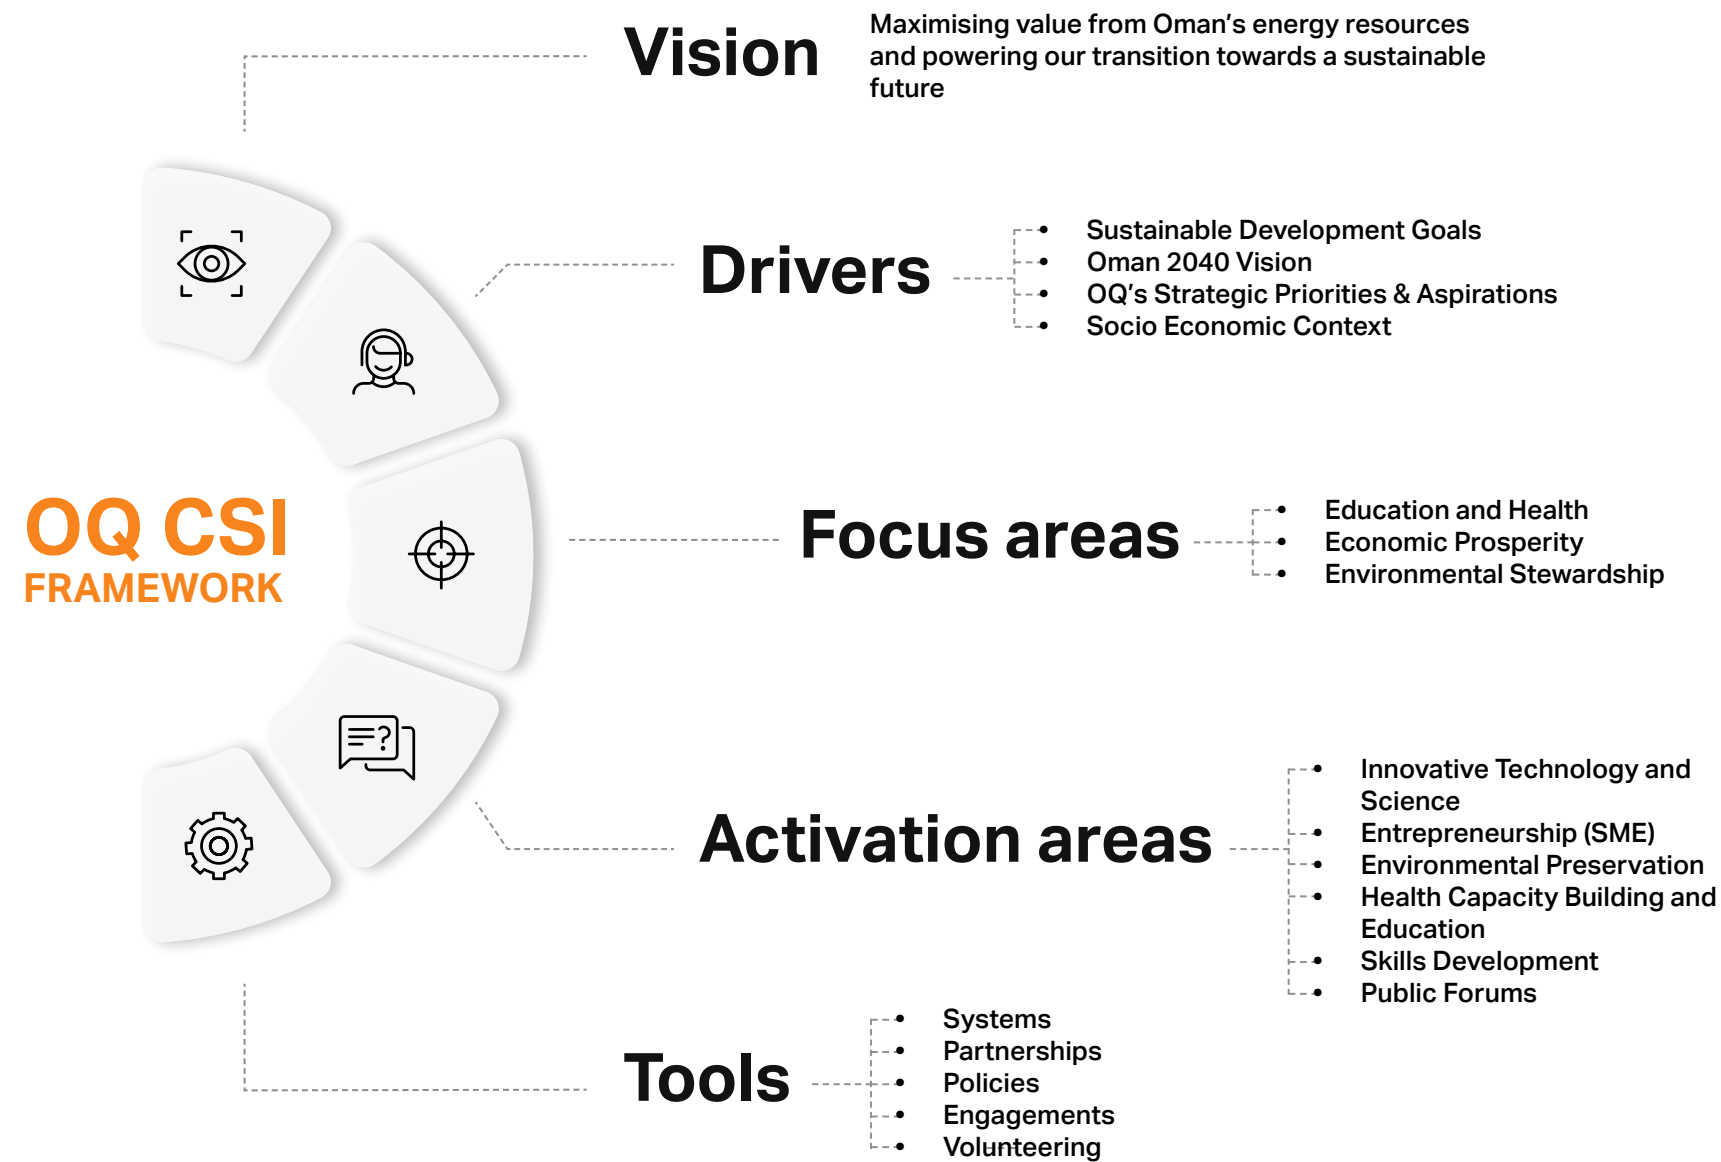 Vision
Maximising value from Oman's energy resources
and powering our transition towards a sustainable
future
Drivers
• Sustainable Development Goals
• Oman 2040 Vision
• OQ's Strategic Priorities & Aspirations
• Socio Economic Context
OQ CSI
FRAMEWORK
Focus areas
• Education and Health
• Economic Prosperity
• Environmental Stewardship
?
Activation areas
• Innovative Technology and
Science
• Entrepreneurship (SME)
• Environmental Preservation
• Health Capacity Building and
Education
• Skills Development
• Public Forums
Tools
• Systems
• Partnerships
• Policies
• Engagements
• Volunteering